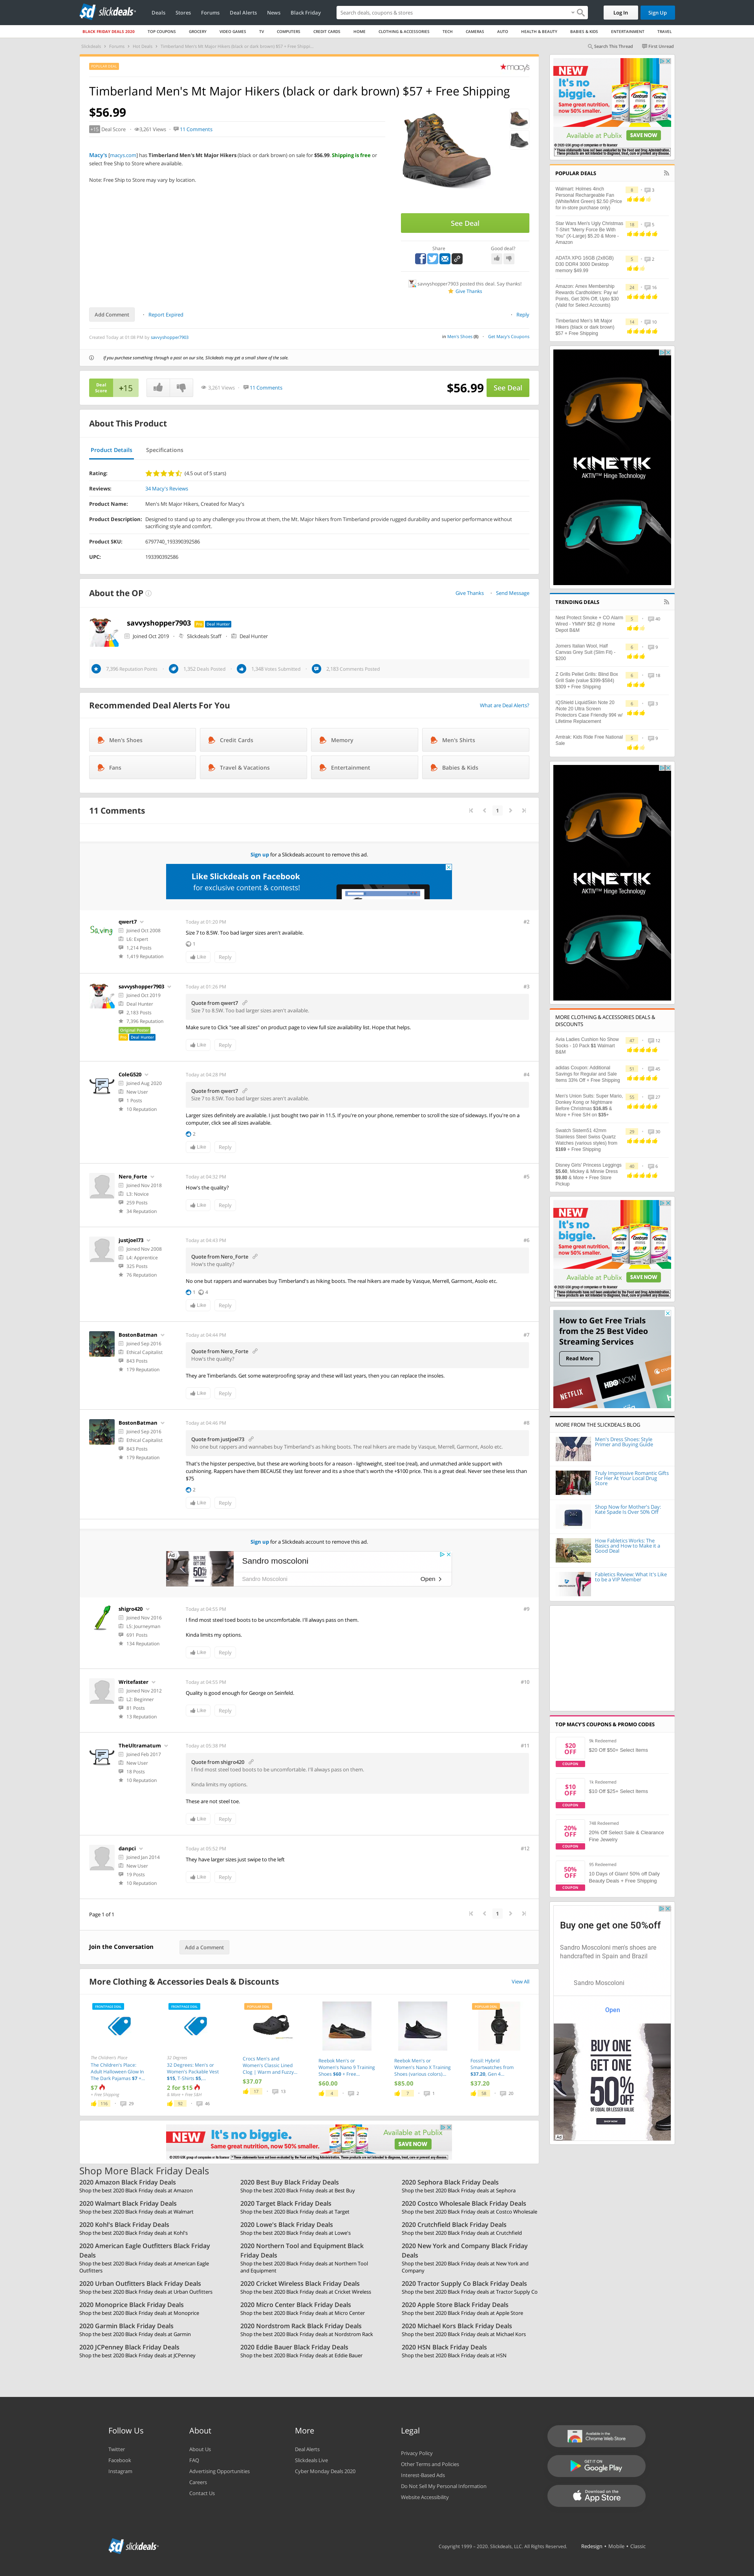 slickdeals
Deals Stores Forums Deal Alerts News Black Friday
Search deals, coupons & stores
Log In
Sign Up
BLACK FRIDAY DEALS 2020 TOP COUPONS GROCERY VIDEO GAMES TV COMPUTERS CREDIT CARDS HOME CLOTHING & ACCESSORIES TECH CAMERAS AUTO HEALTH & BEAUTY BABIES & KIDS ENTERTAINMENT TRAVEL
Search This Thread
First Unread
macy's
Timberland Men's Mt Major Hikers (black or dark brown) $57 + Free Shipping
$56.99
+15 Deal Score 3,261 Views 11 Comments
Macy's [macys.com] has Timberland Men's Mt Major Hikers (black or dark brown) on sale for $56.99. Shipping is free or
select free Ship to Store where available.
Note: Free Ship to Store may vary by location.
See Deal
Share
Good deal?
savvyshopper7903 posted this deal. Say thanks!
Give Thanks
Add Comment
Report Expired
Reply
Created Today at 01:08 PM by savvyshopper7903
in Men's Shoes (8)
Get Macy's Coupons
If you purchase something through a post on our site, Slickdeals may get a small share of the sale.
Deal Score +15
3,261 Views 11 Comments
$56.99 See Deal
About This Product
Product Details
Specifications
Rating: (4.5 out of 5 stars)
Reviews: 34 Macy's Reviews
Product Name: Men's Mt Major Hikers, Created for Macy's
Product Description: Designed to stand up to any challenge you throw at them, the Mt. Major hikers from Timberland provide rugged durability and superior performance without
sacrificing style and comfort.
Product SKU: 6797740_193390392586
UPC: 193390392586
About the OP
Give Thanks Send Message
savvyshopper7903 Pro Deal Hunter
Joined Oct 2019 Slickdeals Staff Deal Hunter
7,396 Reputation Points 1,352 Deals Posted 1,348 Votes Submitted 2,183 Comments Posted
Recommended Deal Alerts For You
What are Deal Alerts?
Men's Shoes Credit Cards Memory Men's Shirts
Fans Travel & Vacations Entertainment Babies & Kids
11 Comments
1
Sign up for a Slickdeals account to remove this ad.
Like Slickdeals on Facebook
for exclusive content & contests!
qwert7
Joined Oct 2008
L6: Expert
1,214 Posts
1,419 Reputation
Today at 01:20 PM
#2
Size 7 to 8.5W. Too bad larger sizes aren't available.
1
Like Reply
savvyshopper7903
Joined Oct 2019
Deal Hunter
2,183 Posts
7,396 Reputation
Original Poster
Pro Deal Hunter
Today at 01:20 PM
#3
Quote from qwert7
Size 7 to 8.5W. Too bad larger sizes aren't available.
Make sure to Click "see all sizes" on product page to view full size availability list. Hope that helps.
Like Reply
ColeG520
Joined Aug 2020
New User
1 Posts
10 Reputation
Today at 04:28 PM
#4
Quote from qwert7
Size 7 to 8.5W. Too bad larger sizes aren't available.
Larger sizes definitely are available. I just bought two pair in 11.5. If you're on your phone, remember to scroll the list of size sideways. If you're on a
computer, click see all sizes available.
2
Like Reply
Nero_Forte
Joined Nov 2018
L3: Novice
259 Posts
34 Reputation
Today at 04:32 PM
#5
How's the quality?
Like Reply
justjoel73
Joined Nov 2008
L4: Apprentice
325 Posts
76 Reputation
Today at 04:43 PM
#6
Quote from Nero_Forte
How's the quality?
No one but rappers and wannabes buy Timberland's as hiking boots. The real hikers are made by Vasque, Merrell, Garmont, Asolo etc.
1 4
Like Reply
BostonBatman
Joined Sep 2016
Ethical Capitalist
843 Posts
179 Reputation
Today at 04:44 PM
#7
Quote from Nero_Forte
How's the quality?
They are Timberlands. Get some waterproofing spray and these will last years, then you can replace the insoles.
Like Reply
BostonBatman
Joined Sep 2016
Ethical Capitalist
843 Posts
179 Reputation
Today at 04:46 PM
#8
Quote from justjoel73
No one but rappers and wannabes buy Timberland's as hiking boots. The real hikers are made by Vasque, Merrell, Garmont, Asolo etc.
That's the hipster perspective, but these are working boots for a reason - lightweight, steel toe (real), and unmatched ankle support with
cushioning. Rappers have them BECAUSE they last forever and its a shoe that's worth the +$100 price. This is a great deal. Never see these less than
$75
2
Like Reply
Sign up for a Slickdeals account to remove this ad.
Ad
Sandro moscoloni
Sandro Moscoloni
Open
shigro420
Joined Nov 2016
L5: Journeyman
691 Posts
134 Reputation
Today at 04:55 PM
#9
I find most steel toed boots to be uncomfortable. I'll always pass on them.
Kinda limits my options.
Like Reply
Writefaster
Joined Nov 2012
L2: Beginner
81 Posts
13 Reputation
Today at 04:55 PM
#10
Quality is good enough for George on Seinfeld.
Like Reply
TheUltramatum
Joined Feb 2017
New User
18 Posts
10 Reputation
Today at 05:38 PM
#11
Quote from shigro420
I find most steel toed boots to be uncomfortable. I'll always pass on them.
Kinda limits my options.
These are not steel toe.
Like Reply
danpci
Joined Jan 2014
New User
19 Posts
10 Reputation
Today at 05:52 PM
#12
They have larger sizes just swipe to the left
Like Reply
Page 1 of 1
1
Join the Conversation
Add a Comment
More Clothing & Accessories Deals & Discounts
View All
The Children's Place
The Children's Place: Adult Halloween Glow In The Dark Pajamas $7 +...
$7
+ Free Shipping
116 29
32 Degrees
32 Degrees: Men's or Women's Packable Vest $15, T-Shirts $5,...
2 for $15
& More + Free S&H
92 46
Crocs Men's and Women's Classic Lined Clog | Warm and Fuzzy...
$37.07
17 13
Reebok Men's or Women's Nano 9 Training Shoes $60 + Free...
$60.00
4 2
Reebok Men's or Women's Nano X Training Shoes (various colors)...
$85.00
7 1
Fossil: Hybrid Smartwatches from $37.20, Gen 4...
$37.20
58 20
NEW It's no biggie. Same great nutrition, now 50% smaller.
Available at Publix
SAVE NOW
Shop More Black Friday Deals
2020 Amazon Black Friday Deals
Shop the best 2020 Black Friday deals at Amazon
2020 Best Buy Black Friday Deals
Shop the best 2020 Black Friday deals at Best Buy
2020 Sephora Black Friday Deals
Shop the best 2020 Black Friday deals at Sephora
2020 Walmart Black Friday Deals
Shop the best 2020 Black Friday deals at Walmart
2020 Target Black Friday Deals
Shop the best 2020 Black Friday deals at Target
2020 Costco Wholesale Black Friday Deals
Shop the best 2020 Black Friday deals at Costco Wholesale
2020 Kohl's Black Friday Deals
Shop the best 2020 Black Friday deals at Kohl's
2020 Lowe's Black Friday Deals
Shop the best 2020 Black Friday deals at Lowe's
2020 Crutchfield Black Friday Deals
Shop the best 2020 Black Friday deals at Crutchfield
2020 American Eagle Outfitters Black Friday Deals
Shop the best 2020 Black Friday deals at American Eagle Outfitters
2020 Northern Tool and Equipment Black Friday Deals
Shop the best 2020 Black Friday deals at Northern Tool and Equipment
2020 New York and Company Black Friday Deals
Shop the best 2020 Black Friday deals at New York and Company
2020 Urban Outfitters Black Friday Deals
Shop the best 2020 Black Friday deals at Urban Outfitters
2020 Cricket Wireless Black Friday Deals
Shop the best 2020 Black Friday deals at Cricket Wireless
2020 Tractor Supply Co Black Friday Deals
Shop the best 2020 Black Friday deals at Tractor Supply Co
2020 Monoprice Black Friday Deals
Shop the best 2020 Black Friday deals at Monoprice
2020 Micro Center Black Friday Deals
Shop the best 2020 Black Friday deals at Micro Center
2020 Apple Store Black Friday Deals
Shop the best 2020 Black Friday deals at Apple Store
2020 Garmin Black Friday Deals
Shop the best 2020 Black Friday deals at Garmin
2020 Nordstrom Rack Black Friday Deals
Shop the best 2020 Black Friday deals at Nordstrom Rack
2020 Michael Kors Black Friday Deals
Shop the best 2020 Black Friday deals at Michael Kors
2020 JCPenney Black Friday Deals
Shop the best 2020 Black Friday deals at JCPenney
2020 Eddie Bauer Black Friday Deals
Shop the best 2020 Black Friday deals at Eddie Bauer
2020 HSN Black Friday Deals
Shop the best 2020 Black Friday deals at HSN
NEW
It's no biggie.
Same great nutrition, now 50% smaller.
Available at Publix SAVE NOW
POPULAR DEALS
Walmart: Holmes 4inch Personal Rechargeable Fan (White/Mint Green) $2.50 (Price for in-store purchase only)
Star Wars Men's Ugly Christmas T-Shirt "Merry Force Be With You" (X-Large) $5.20 & More - Amazon
ADATA XPG 16GB (2x8GB) D30 DDR4 3000 Desktop memory $49.99
Amazon: Amex Membership Rewards Cardholders: Pay w/ Points, Get 30% Off, Upto $30 (Valid for Select Accounts)
Timberland Men's Mt Major Hikers (black or dark brown) $57 + Free Shipping
KINETIK
AKTIV™ Hinge Technology
TRENDING DEALS
Nest Protect Smoke + CO Alarm Wired - YMMV $62 @ Home Depot B&M
Jomers Italian Wool, Half Canvas Grey Suit (Slim Fit) - $200
Z Grills Pellet Grills: Blind Box Grill Sale (value $399-$564) $309 + Free Shipping
IQShield LiquidSkin Note 20 /Note 20 Ultra Screen Protectors Case Friendly 99¢ w/ Lifetime Replacement
Amtrak: Kids Ride Free National Sale
KINETIK
AKTIV™ Hinge Technology
MORE CLOTHING & ACCESSORIES DEALS & DISCOUNTS
Avia Ladies Cushion No Show Socks - 10 Pack $$ Walmart B&M
adidas Coupon: Additional Savings for Regular and Sale Items 33% Off + Free Shipping
Men's Union Suits: Super Mario, Donkey Kong or Nightmare Before Christmas $16.85 & More + Free S/H on $35+
Swatch Sistem51 42mm Stainless Steel Swiss Quartz Watches (various styles) from $169 + Free Shipping
Disney Girls' Princess Leggings $5.80, Mickey & Minnie Dress $9.80 & More + Free Store Pickup
NEW
It's no biggie.
Same great nutrition, now 50% smaller.
Available at Publix SAVE NOW
How to Get Free Trials from the 25 Best Video Streaming Services
Read More
NETFLIX HBO NOW
MORE FROM THE SLICKDEALS BLOG
Men's Dress Shoes: Style Primer and Buying Guide
Truly Impressive Romantic Gifts For Her At Your Local Drug Store
Shop Now for Mother's Day: Kate Spade Is Over 50% Off
How Fabletics Works: The Basics and How to Make it a Good Deal
Fabletics Review: What It's Like to be a VIP Member
TOP MACY'S COUPONS & PROMO CODES
$20 OFF COUPON
9k Redeemed
$20 Off $50+ Select Items
$10 OFF COUPON
1k Redeemed
$10 Off $25+ Select Items
20% OFF COUPON
748 Redeemed
20% Off Select Sale & Clearance Fine Jewelry
50% OFF COUPON
95 Redeemed
10 Days of Glam! 50% off Daily Beauty Deals + Free Shipping
Buy one get one 50%off
Sandro Moscoloni men's shoes are handcrafted in Spain and Brazil
Sandro Moscoloni
Open
BUY ONE GET ONE 50% OFF
OF EQUAL OR LESSER VALUE
Ad
Follow Us
Twitter
Facebook
Instagram
About
About Us
FAQ
Advertising Opportunities
Careers
Contact Us
More
Deal Alerts
Slickdeals Live
Cyber Monday Deals 2020
Legal
Privacy Policy
Other Terms and Policies
Interest-Based Ads
Do Not Sell My Personal Information
Website Accessibility
Available in the Chrome Web Store
GET IT ON Google Play
Download on the App Store
slickdeals
Copyright 1999 - 2020. Slickdeals, LLC. All Rights Reserved.
Redesign • Mobile • Classic